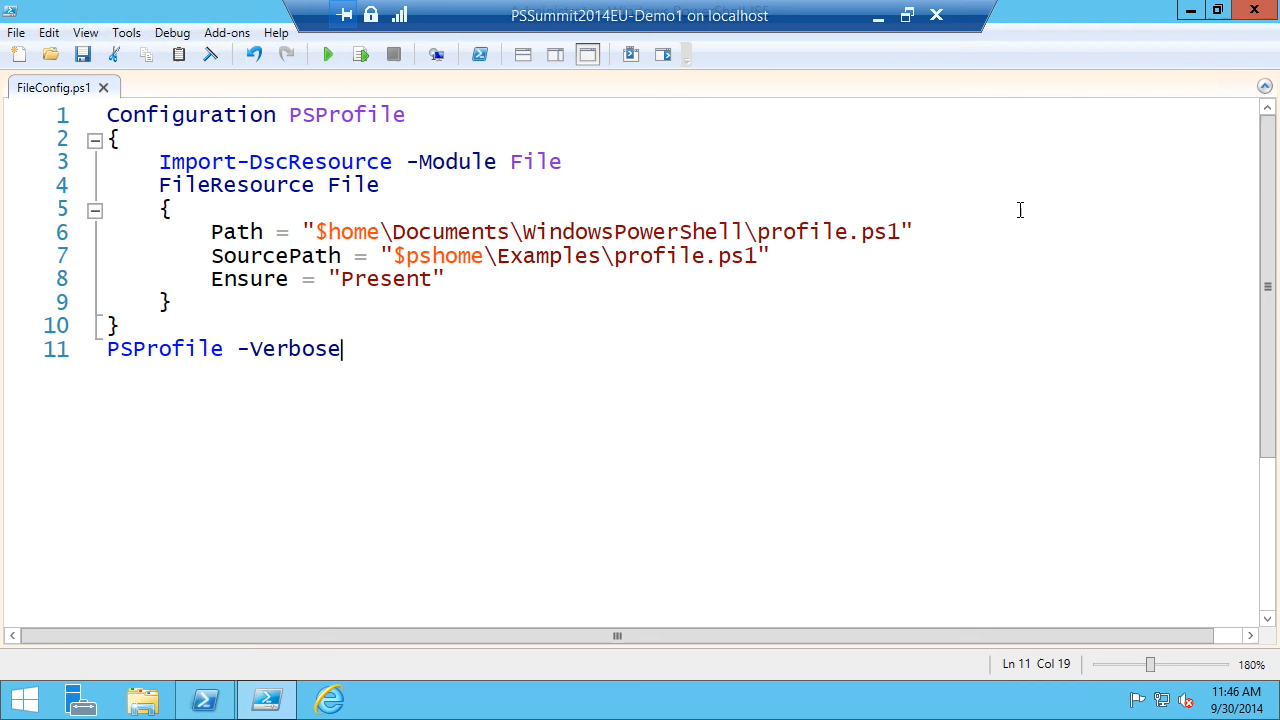 PSSummit2014EU-Demo1 on localhost
File Edit View Tools Debug Add-ons Help
FileConfig.ps1
1 Configuration PSProfile
2 {
3 Import-DscResource -Module File
4 FileResource File
5 {
6 Path = "$home\Documents\WindowsPowerShell\profile.ps1"
7 SourcePath = "$pshome\Examples\profile.ps1"
8 Ensure = "Present"
9 }
10 }
11 PSProfile -Verbose
Ln 11 Col 19 180%
11:46 AM
9/30/2014